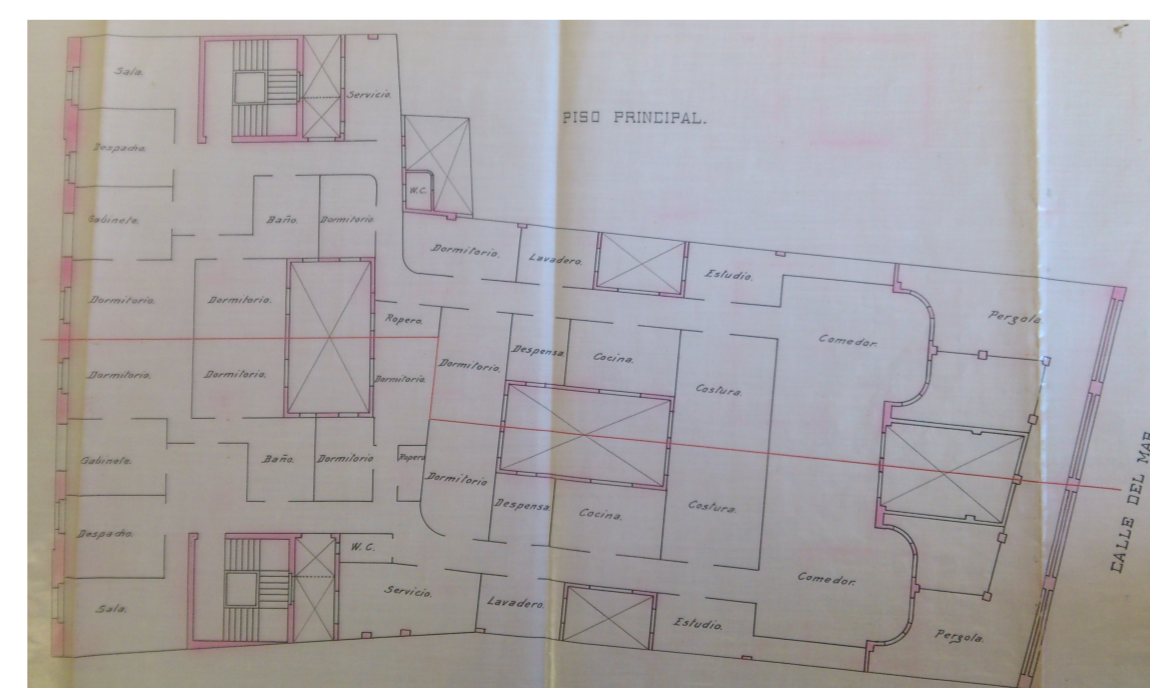 Sala.
Servicio.
PISO PRINCIPAL.
Despacho.
W.C.
Gabinete.
Baño.
Dormitorio.
Dormitorio.
Lavadero.
Estudio.
Dormitorio.
Dormitorio.
Ropero.
Pergola.
Comedor.
Despensa
Cocina.
Dormitorio.
Dormitorio.
Dormitorio.
Dormitorio.
Costura.
Gabinete.
Baño.
Dormitorio.
Ropero
Dormitorio
Despensa
Cocina.
Costura.
CALLE DEL MAR
Despacho.
W.C.
Servicio.
Comedor.
Sala.
Lavadero.
Estudio.
Pergola.